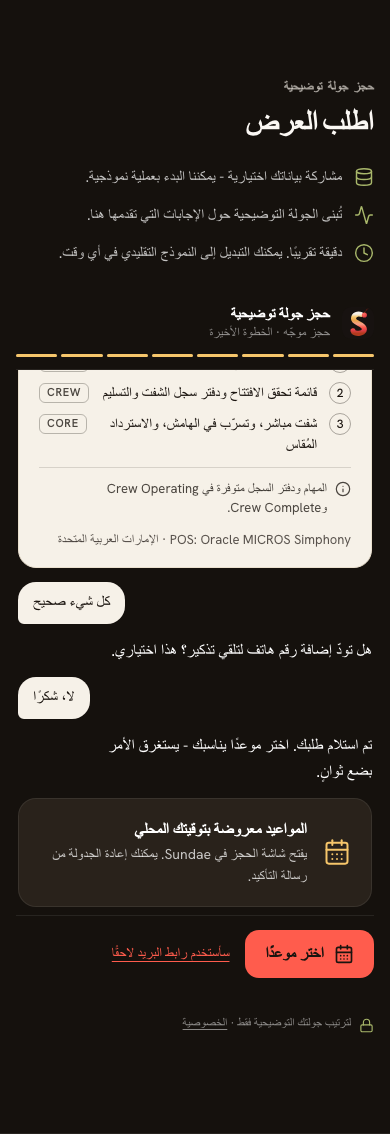 حجز جولة توضيحية
اطلب العرض
مشاركة بياناتك اختيارية - يمكننا البدء بعملية نموذجية.
تُبنى الجولة التوضيحية حول الإجابات التي تقدمها هنا.
دقيقة تقريبًا. يمكنك التبديل إلى النموذج التقليدي في أي وقت.
حجز جولة توضيحية
حجز موجّه · الخطوة الأخيرة
2 قائمة تحقق الافتتاح ودفتر سجل الشفت والتسليم CREW
3 شفت مباشر، وتسرّب في الهامش، والاسترداد CORE
المُقاس
المهام ودفتر السجل متوفرة في Crew Operating
وCrew Complete.
POS: Oracle MICROS Simphony · الإمارات العربية المتحدة
كل شيء صحيح
هل تودّ إضافة رقم هاتف لتلقي تذكير؟ هذا اختياري.
لا، شكرًا
تم استلام طلبك. اختر موعدًا يناسبك - يستغرق الأمر
بضع ثوانٍ.
المواعيد معروضة بتوقيتك المحلي
يفتح شاشة الحجز في Sundae. يمكنك إعادة الجدولة من
رسالة التأكيد.
اختر موعدًا
سأستخدم رابط البريد لاحقًا
لترتيب جولتك التوضيحية فقط · الخصوصية